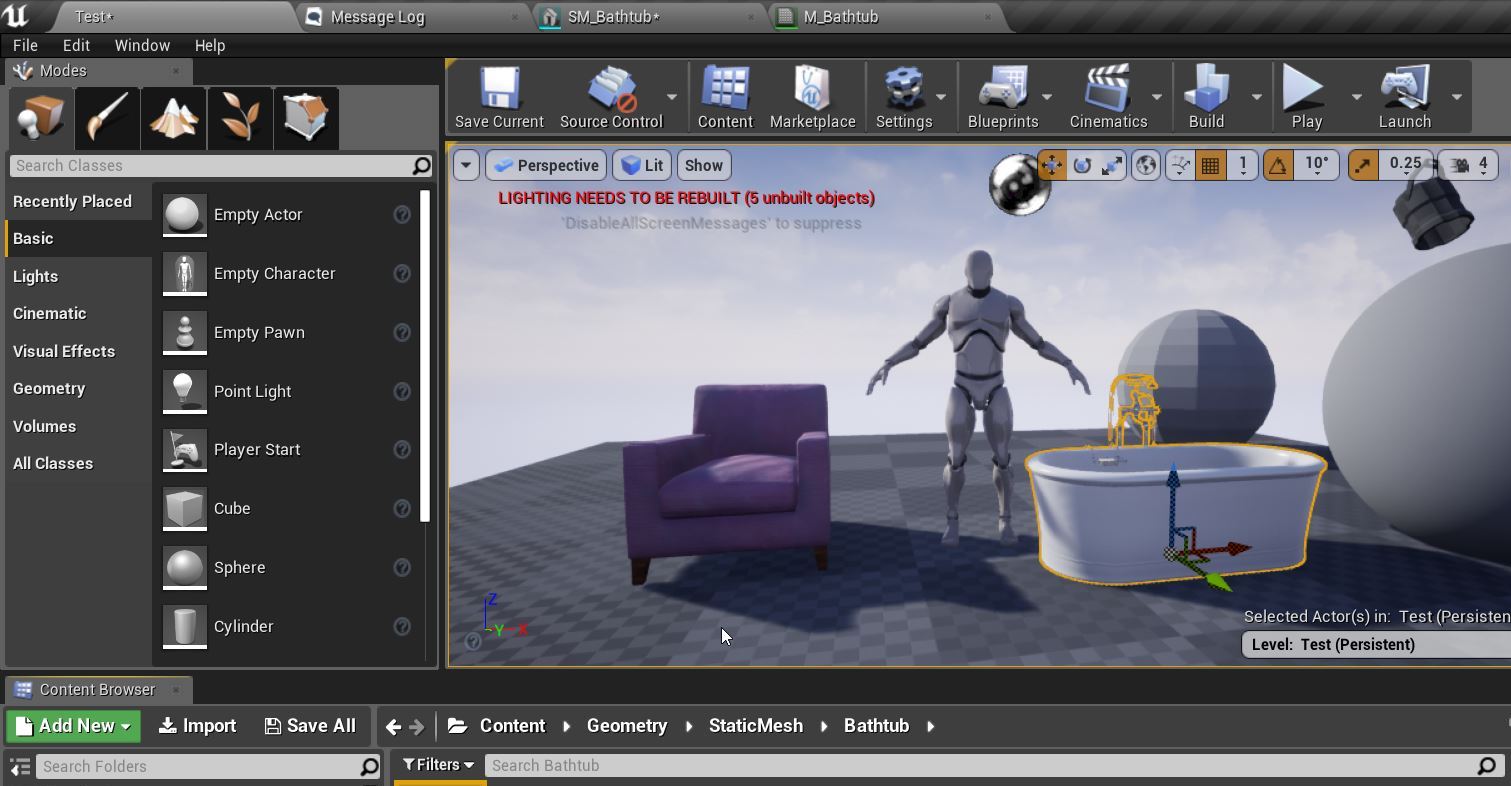 Test*
Message Log
SM_Bathtub*
M_Bathtub
File Edit Window Help
Modes
Save Current Source Control Content Marketplace Settings Blueprints Cinematics Build Play Launch
Search Classes
Perspective Lit Show 1 10° 0.25 4
LIGHTING NEEDS TO BE REBUILT (5 unbuilt objects)
'DisableAllScreenMessages' to suppress
Recently Placed
Basic
Lights
Cinematic
Visual Effects
Geometry
Volumes
All Classes
Empty Actor
Empty Character
Empty Pawn
Point Light
Player Start
Cube
Sphere
Cylinder
Z
Y X
Selected Actor(s) in: Test (Persisten
Level: Test (Persistent)
Content Browser
Add New Import Save All Content Geometry StaticMesh Bathtub
Search Folders Filters Search Bathtub